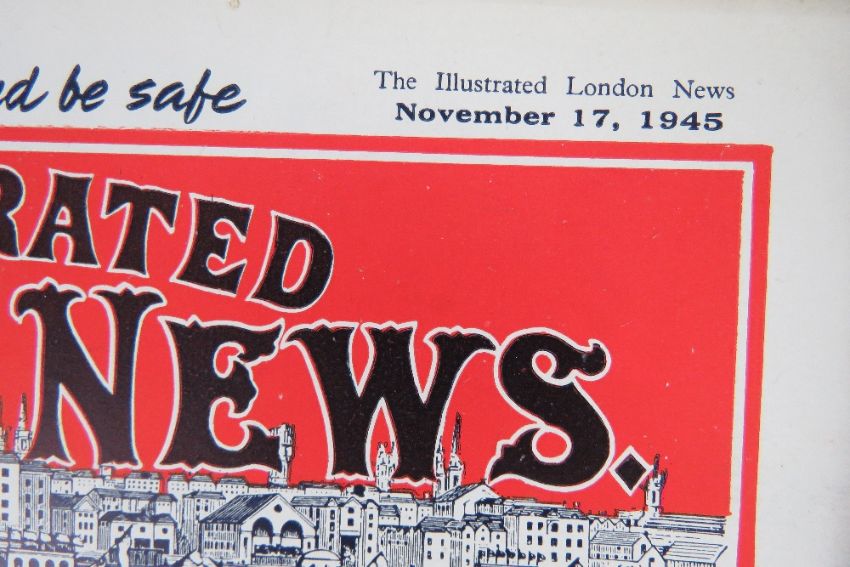 be safe
The Illustrated London News
November 17, 1945
RATED
N NEWS.